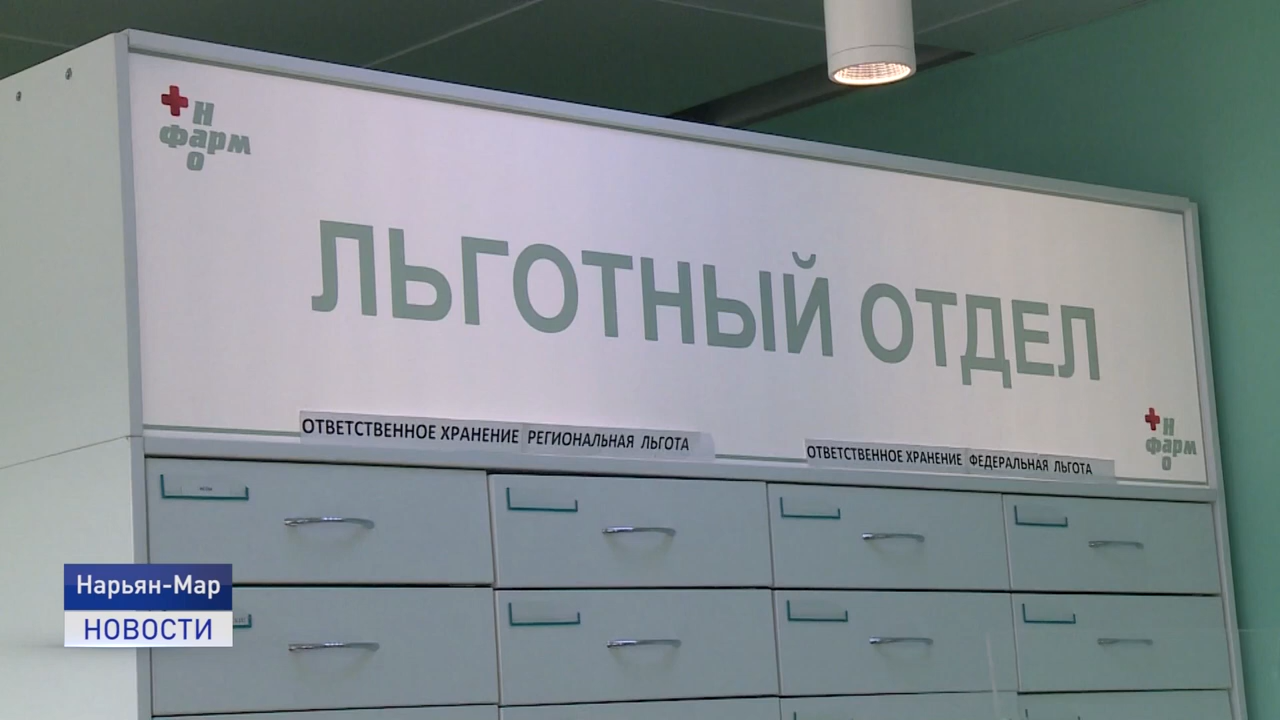 Н
фарм
О
ЛЬГОТНЫЙ ОТДЕЛ
ОТВЕТСТВЕННОЕ ХРАНЕНИЕ РЕГИОНАЛЬНАЯ ЛЬГОТА
ОТВЕТСТВЕННОЕ ХРАНЕНИЕ ФЕДЕРАЛЬНАЯ ЛЬГОТА
Н
фарм
О
Нарьян-Мар
НОВОСТИ